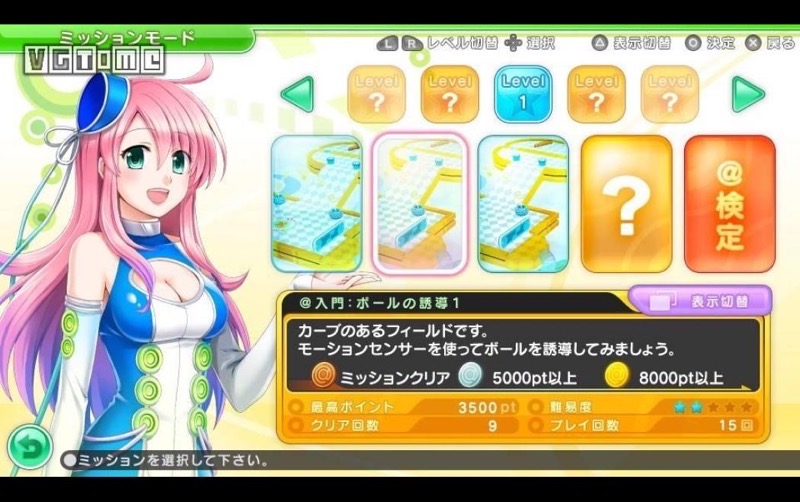 ミッションモード
VGTIME
L R レベル切替 選択 △ 表示切替 ○ 決定 × 戻る
Level ? Level ? Level 1 Level ? Level ?
?
@検定
@入門:ボールの誘導1
表示切替
カーブのあるフィールドです。
モーションセンサーを使ってボールを誘導してみましょう。
ミッションクリア 5000pt以上 8000pt以上
最高ポイント 3500pt 難易度 ★★★★★
クリア回数 9 プレイ回数 15回
●ミッションを選択して下さい。